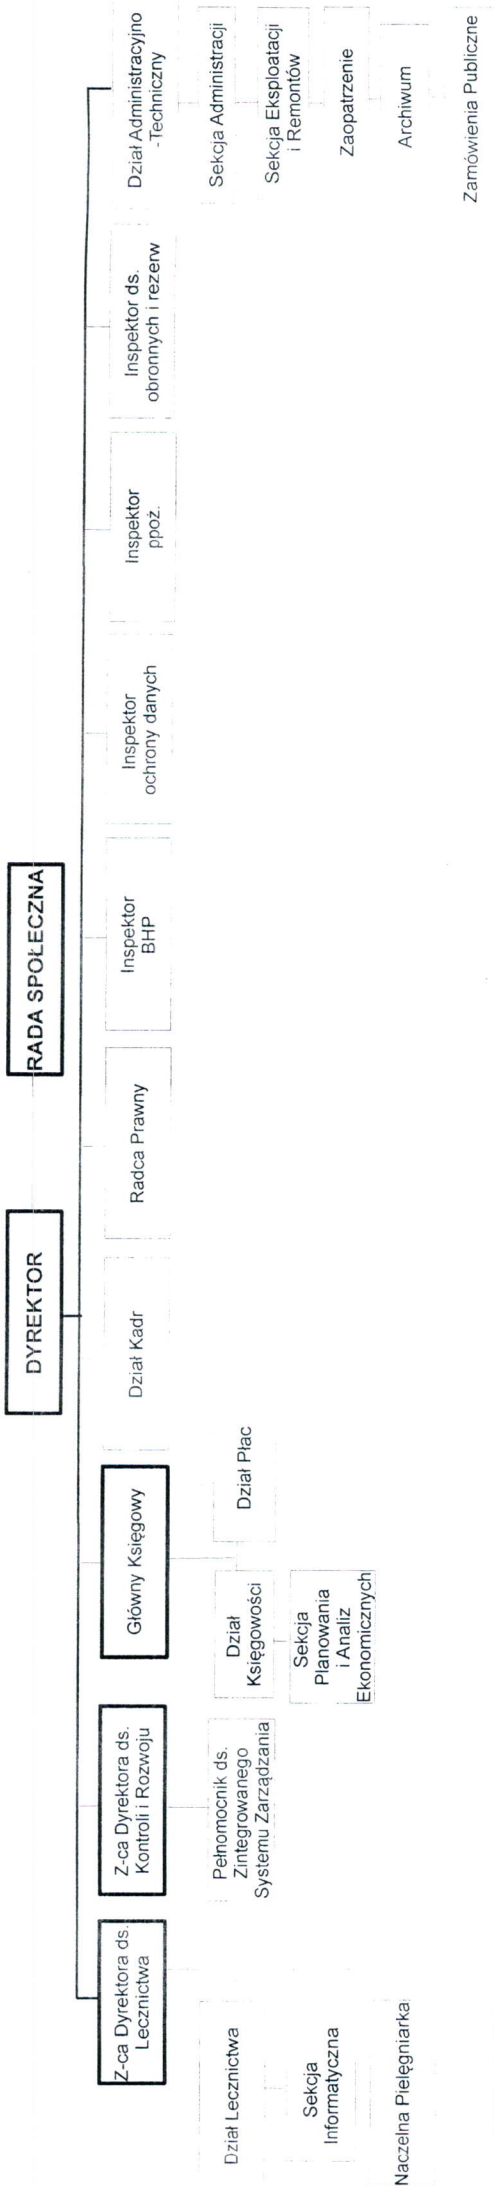 DYREKTOR
RADA SPOŁECZNA
Z-ca Dyrektora ds.
Lecznictwa
Z-ca Dyrektora ds.
Kontroli i Rozwoju
Główny Księgowy
Dział Kadr
Radca Prawny
Inspektor
BHP
Inspektor
ochrony danych
Inspektor
ppoż.
Inspektor ds.
obronnych i rezerw
Dział Administracyjno
-Techniczny
Dział Lecznictwa
Sekcja
Informatyczna
Naczelna Pielęgniarka
Pełnomocnik ds.
Zintegrowanego
Systemu Zarządzania
Dział
Księgowości
Sekcja
Planowania
i Analiz
Ekonomicznych
Dział Płac
Sekcja Administracji
Sekcja Eksploatacji
i Remontów
Zaopatrzenie
Archiwum
Zamówienia Publiczne